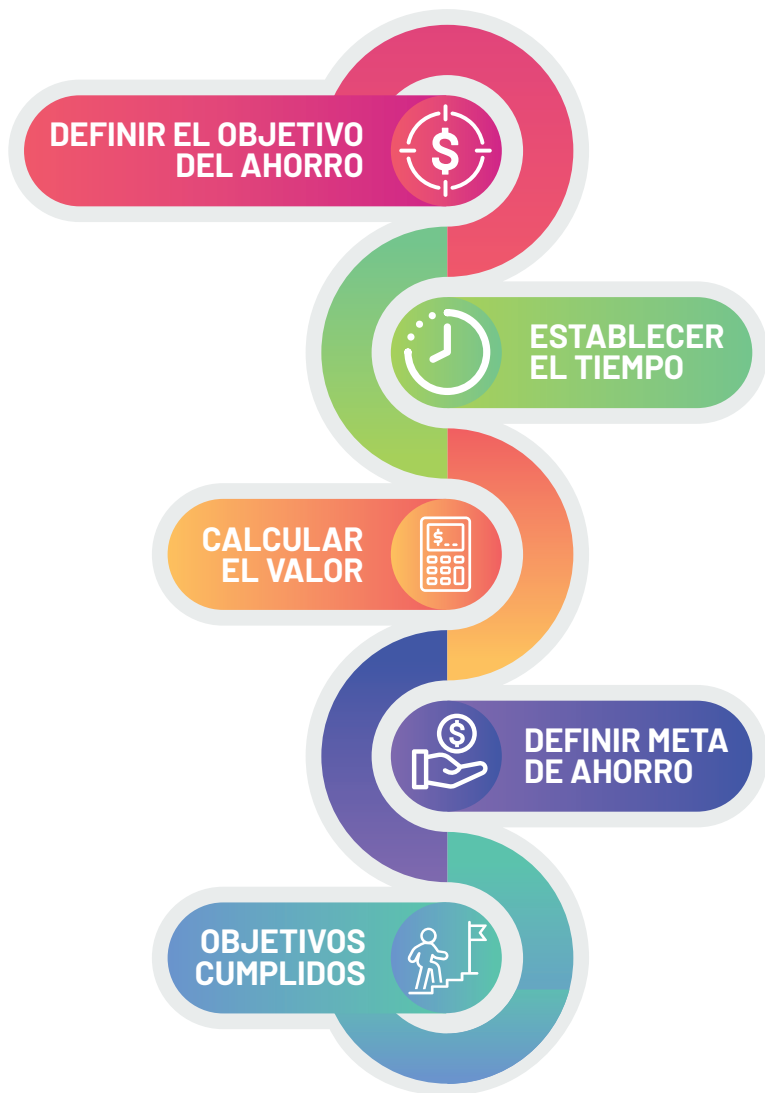 DEFINIR EL OBJETIVO
DEL AHORRO
$
ESTABLECER
EL TIEMPO
CALCULAR
EL VALOR
$_ _
$
DEFINIR META
DE AHORRO
OBJETIVOS
CUMPLIDOS